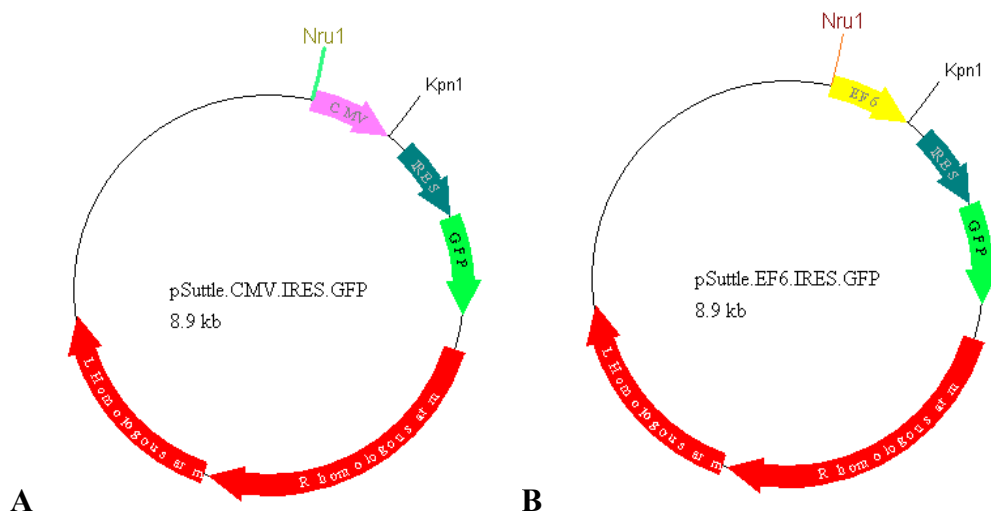 Nru1
Kpn1
CMV
IRES
GFP
pSuttle.CMV.IRES.GFP
8.9 kb
L Homologous arm
R homologous arm
A
Nru1
Kpn1
EF6
IRES
GFP
pSuttle.EF6.IRES.GFP
8.9 kb
L Homologous arm
R homologous arm
B